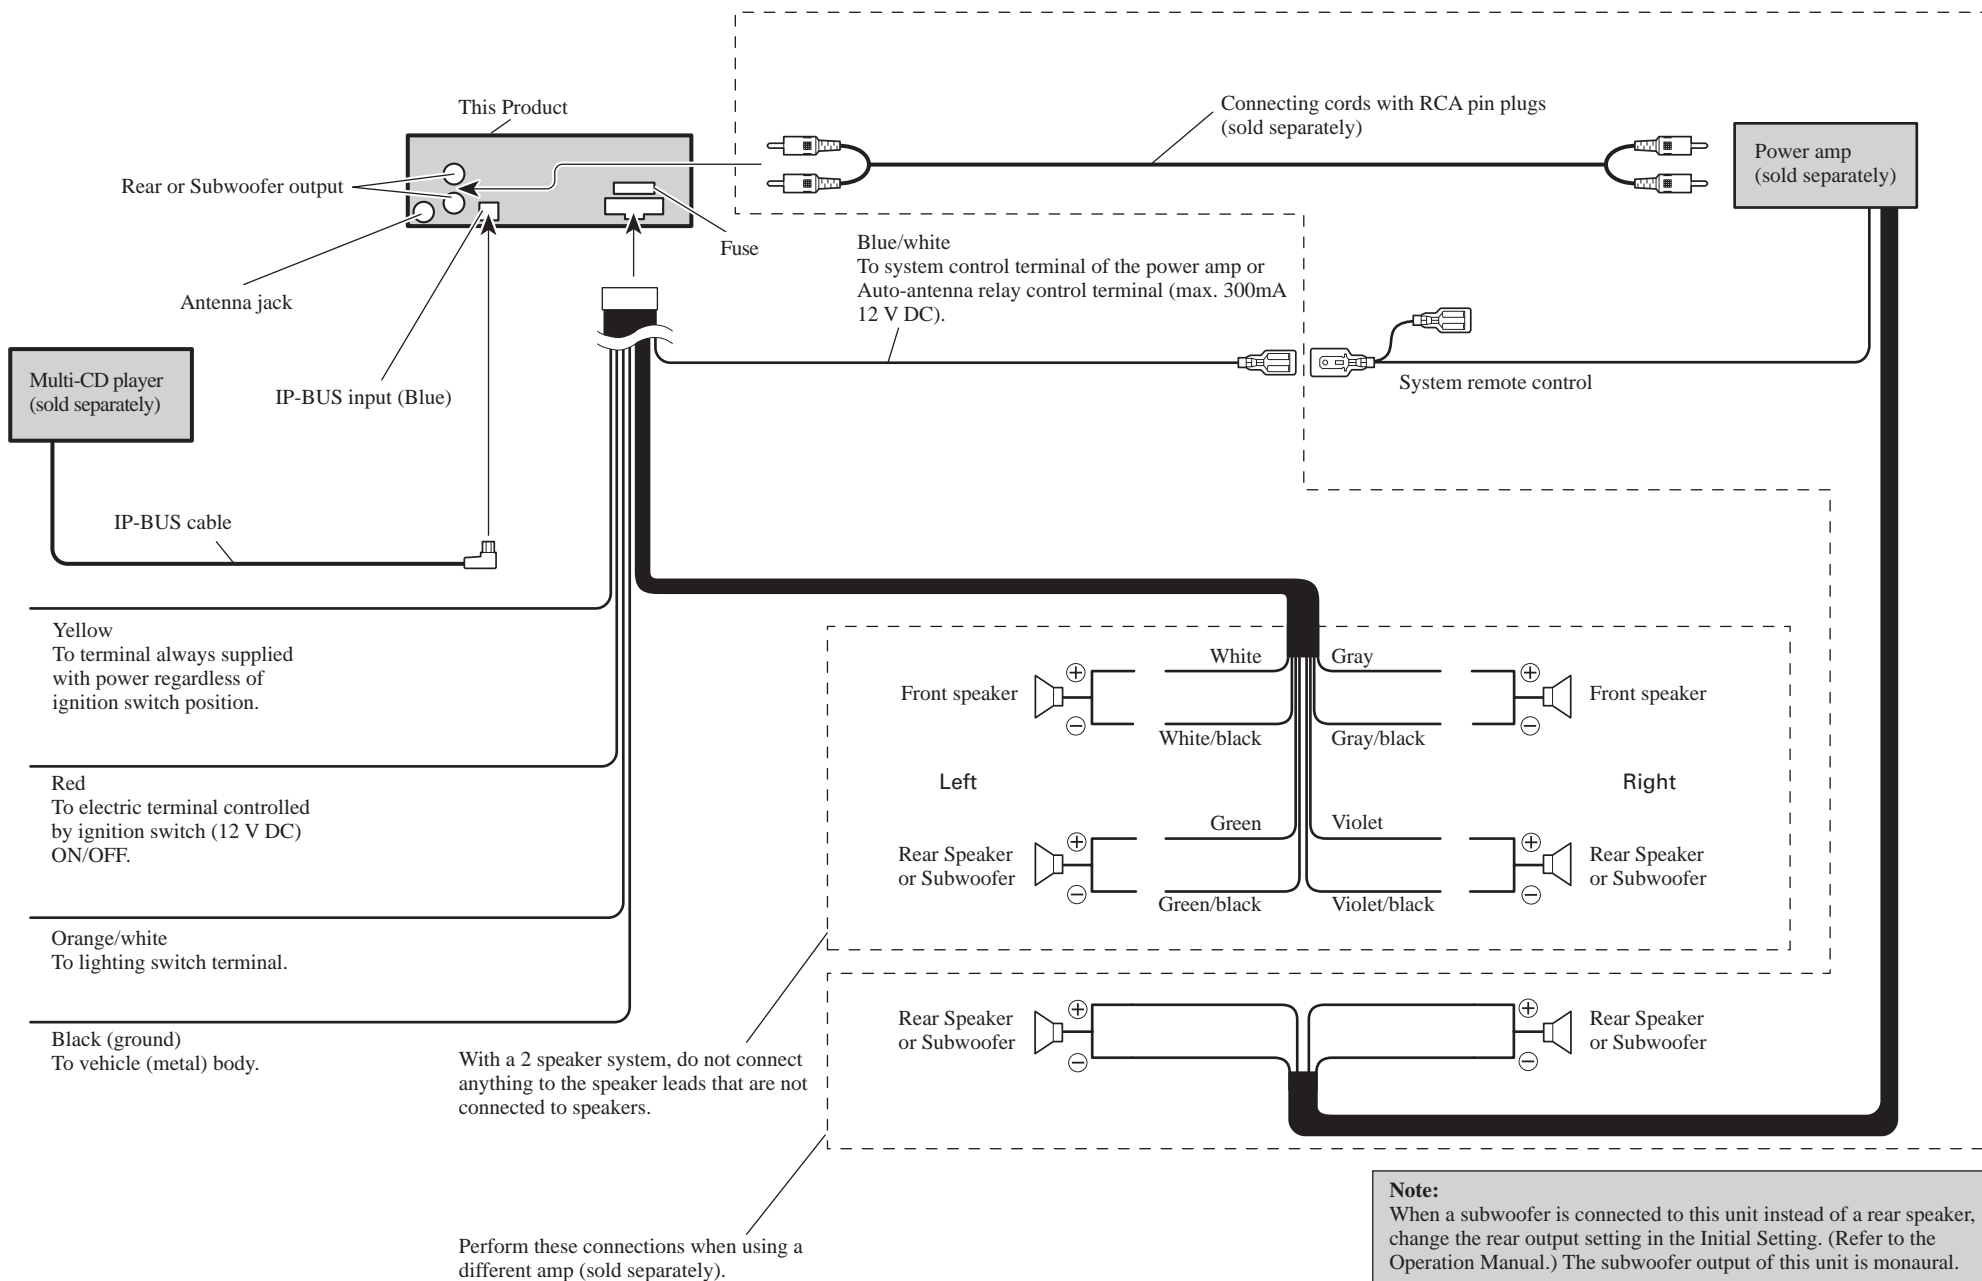 This Product
Connecting cords with RCA pin plugs
(sold separately)
Power amp
(sold separately)
Rear or Subwoofer output
Fuse
Antenna jack
Blue/white
To system control terminal of the power amp or
Auto-antenna relay control terminal (max. 300mA
12 V DC).
Multi-CD player
(sold separately)
IP-BUS input (Blue)
System remote control
IP-BUS cable
Yellow
To terminal always supplied
with power regardless of
ignition switch position.
Red
To electric terminal controlled
by ignition switch (12 V DC)
ON/OFF.
Orange/white
To lighting switch terminal.
Black (ground)
To vehicle (metal) body.
White
Gray
Front speaker
⊕
⊖
⊕
⊖
Front speaker
White/black
Gray/black
Left
Right
Green
Violet
Rear Speaker
or Subwoofer
⊕
⊖
⊕
⊖
Rear Speaker
or Subwoofer
Green/black
Violet/black
Rear Speaker
or Subwoofer
⊕
⊖
⊕
⊖
Rear Speaker
or Subwoofer
With a 2 speaker system, do not connect
anything to the speaker leads that are not
connected to speakers.
Perform these connections when using a
different amp (sold separately).
Note:
When a subwoofer is connected to this unit instead of a rear speaker,
change the rear output setting in the Initial Setting. (Refer to the
Operation Manual.) The subwoofer output of this unit is monaural.